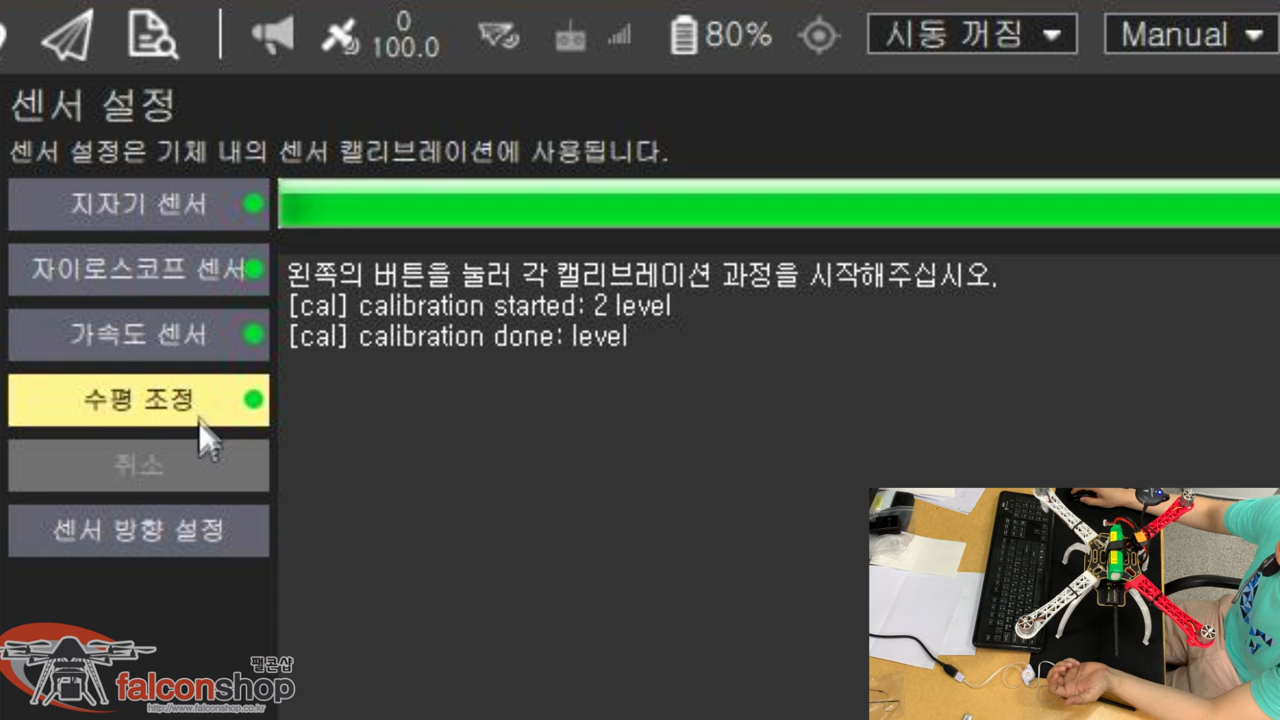 0
100.0
80%
시동 꺼짐
Manual
센서 설정
센서 설정은 기체 내의 센서 캘리브레이션에 사용됩니다.
지자기 센서
자이로스코프 센서
가속도 센서
수평 조정
취소
센서 방향 설정
왼쪽의 버튼을 눌러 각 캘리브레이션 과정을 시작해주십시오.
[cal] calibration started: 2 level
[cal] calibration done: level
팰콘샵
falconshop
http://www.falconshop.co.kr